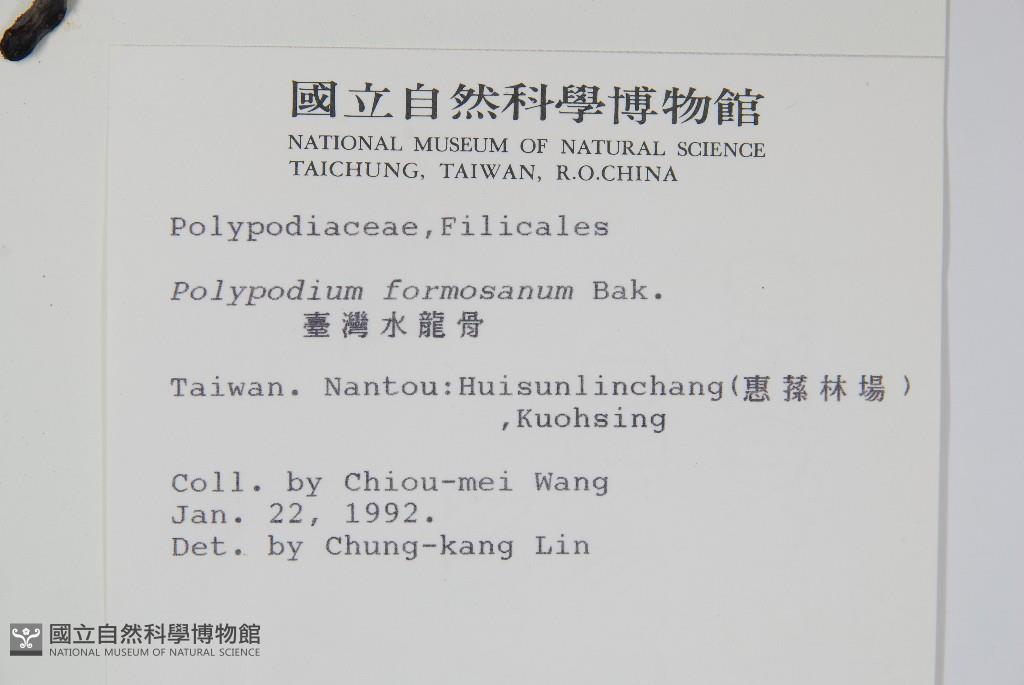 國立自然科學博物館
NATIONAL MUSEUM OF NATURAL SCIENCE
TAICHUNG, TAIWAN, R.O.CHINA
Polypodiaceae,Filicales
Polypodium formosanum Bak.
臺灣水龍骨
Taiwan. Nantou:Huisunlinchang(惠蓀林場)
,Kuohsing
Coll. by Chiou-mei Wang
Jan. 22, 1992.
Det. by Chung-kang Lin
國立自然科學博物館
NATIONAL MUSEUM OF NATURAL SCIENCE